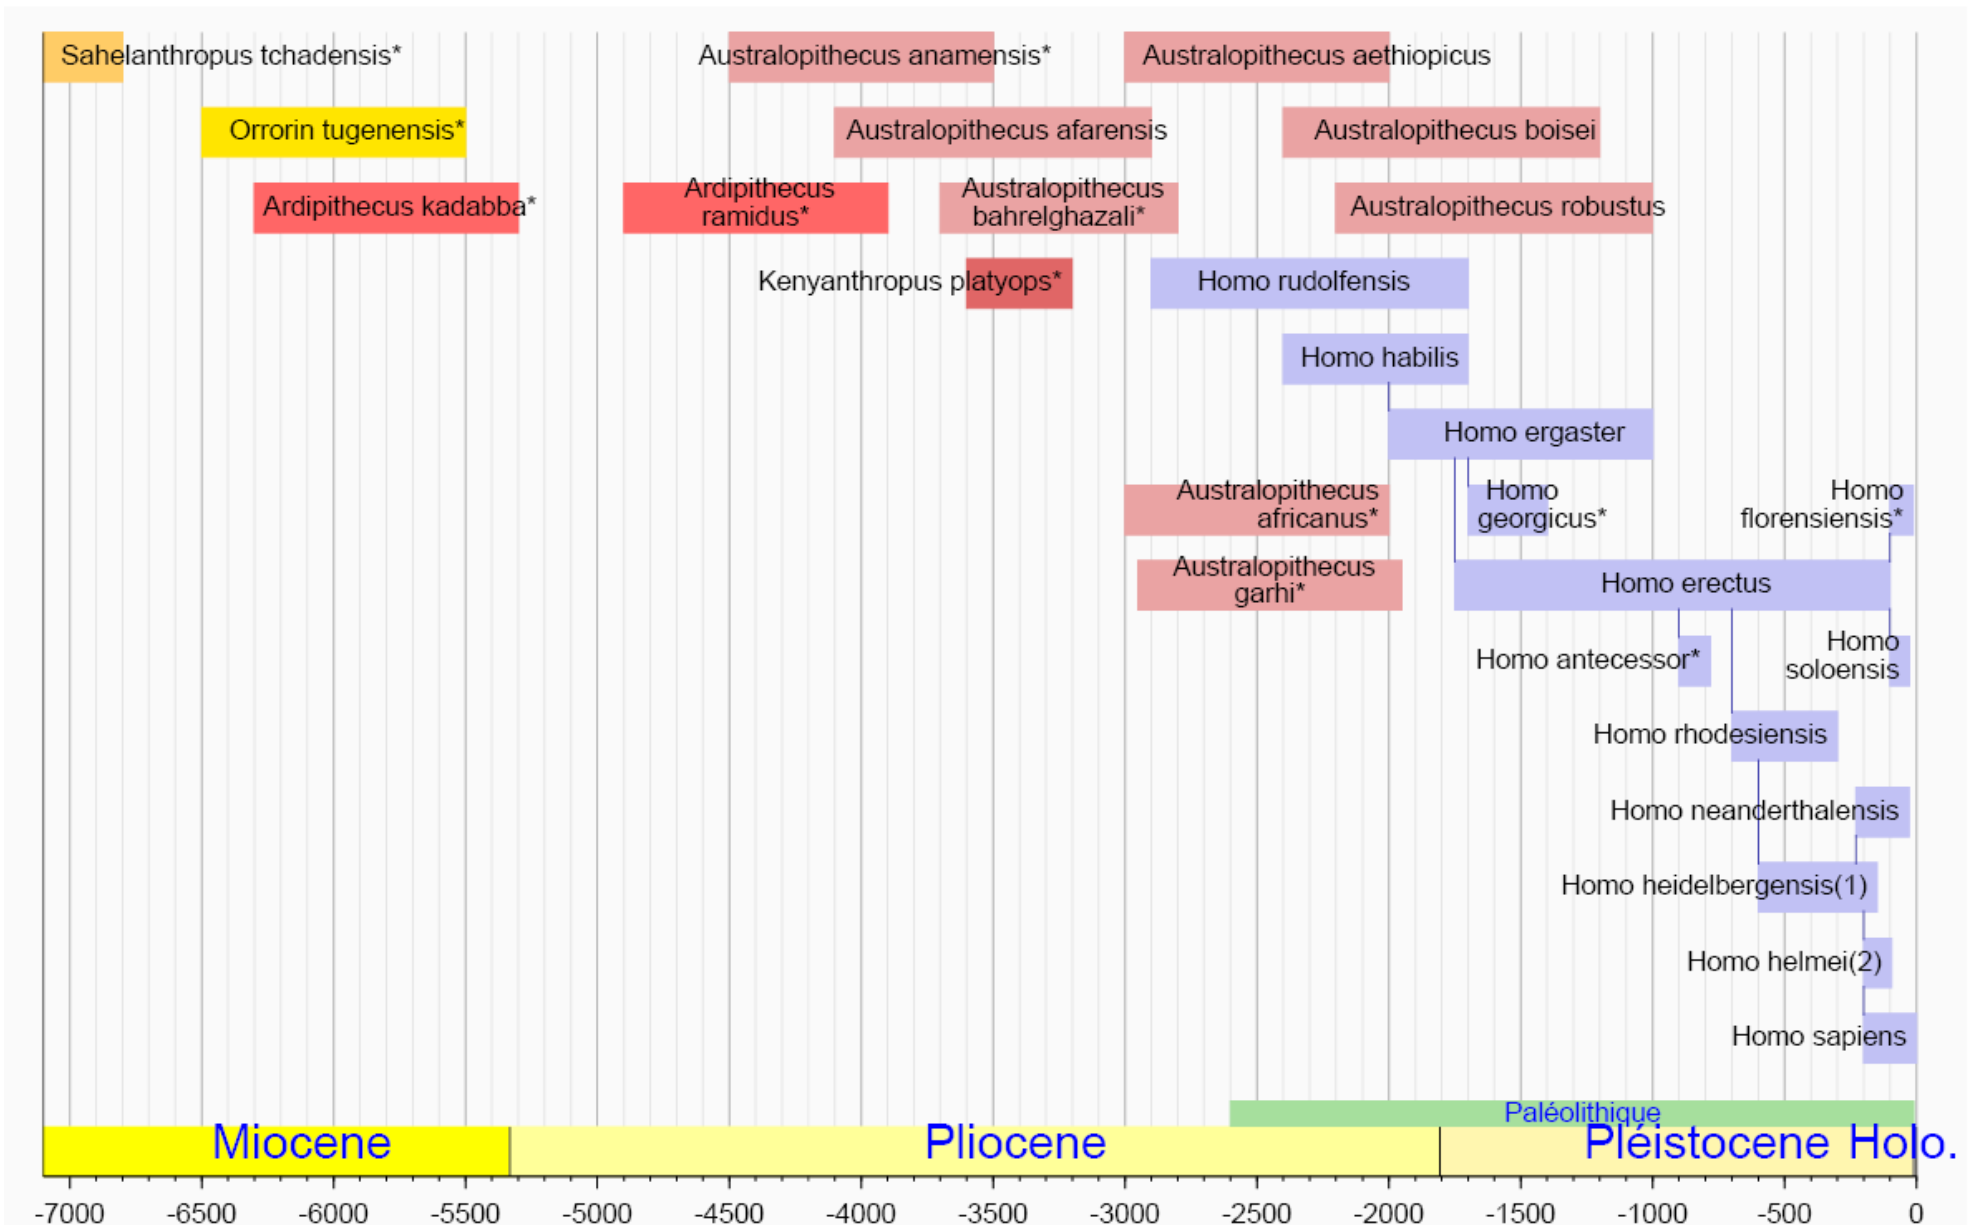 Sahelanthropus tchadensis*
Australopithecus anamensis*
Australopithecus aethiopicus
Orrorin tugenensis*
Australopithecus afarensis
Australopithecus boisei
Ardipithecus kadabba*
Ardipithecus
ramidus*
Australopithecus
bahrelghazali*
Australopithecus robustus
Kenyanthropus platyops*
Homo rudolfensis
Homo habilis
Homo ergaster
Australopithecus
africanus*
Homo
georgicus*
Homo
florensiensis*
Australopithecus
garhi*
Homo erectus
Homo antecessor*
Homo
soloensis
Homo rhodesiensis
Homo neanderthalensis
Homo heidelbergensis(1)
Homo helmei(2)
Homo sapiens
Paléolithique
Miocene
Pliocene
Pléistocene
Holo.
-7000 -6500 -6000 -5500 -5000 -4500 -4000 -3500 -3000 -2500 -2000 -1500 -1000 -500 0